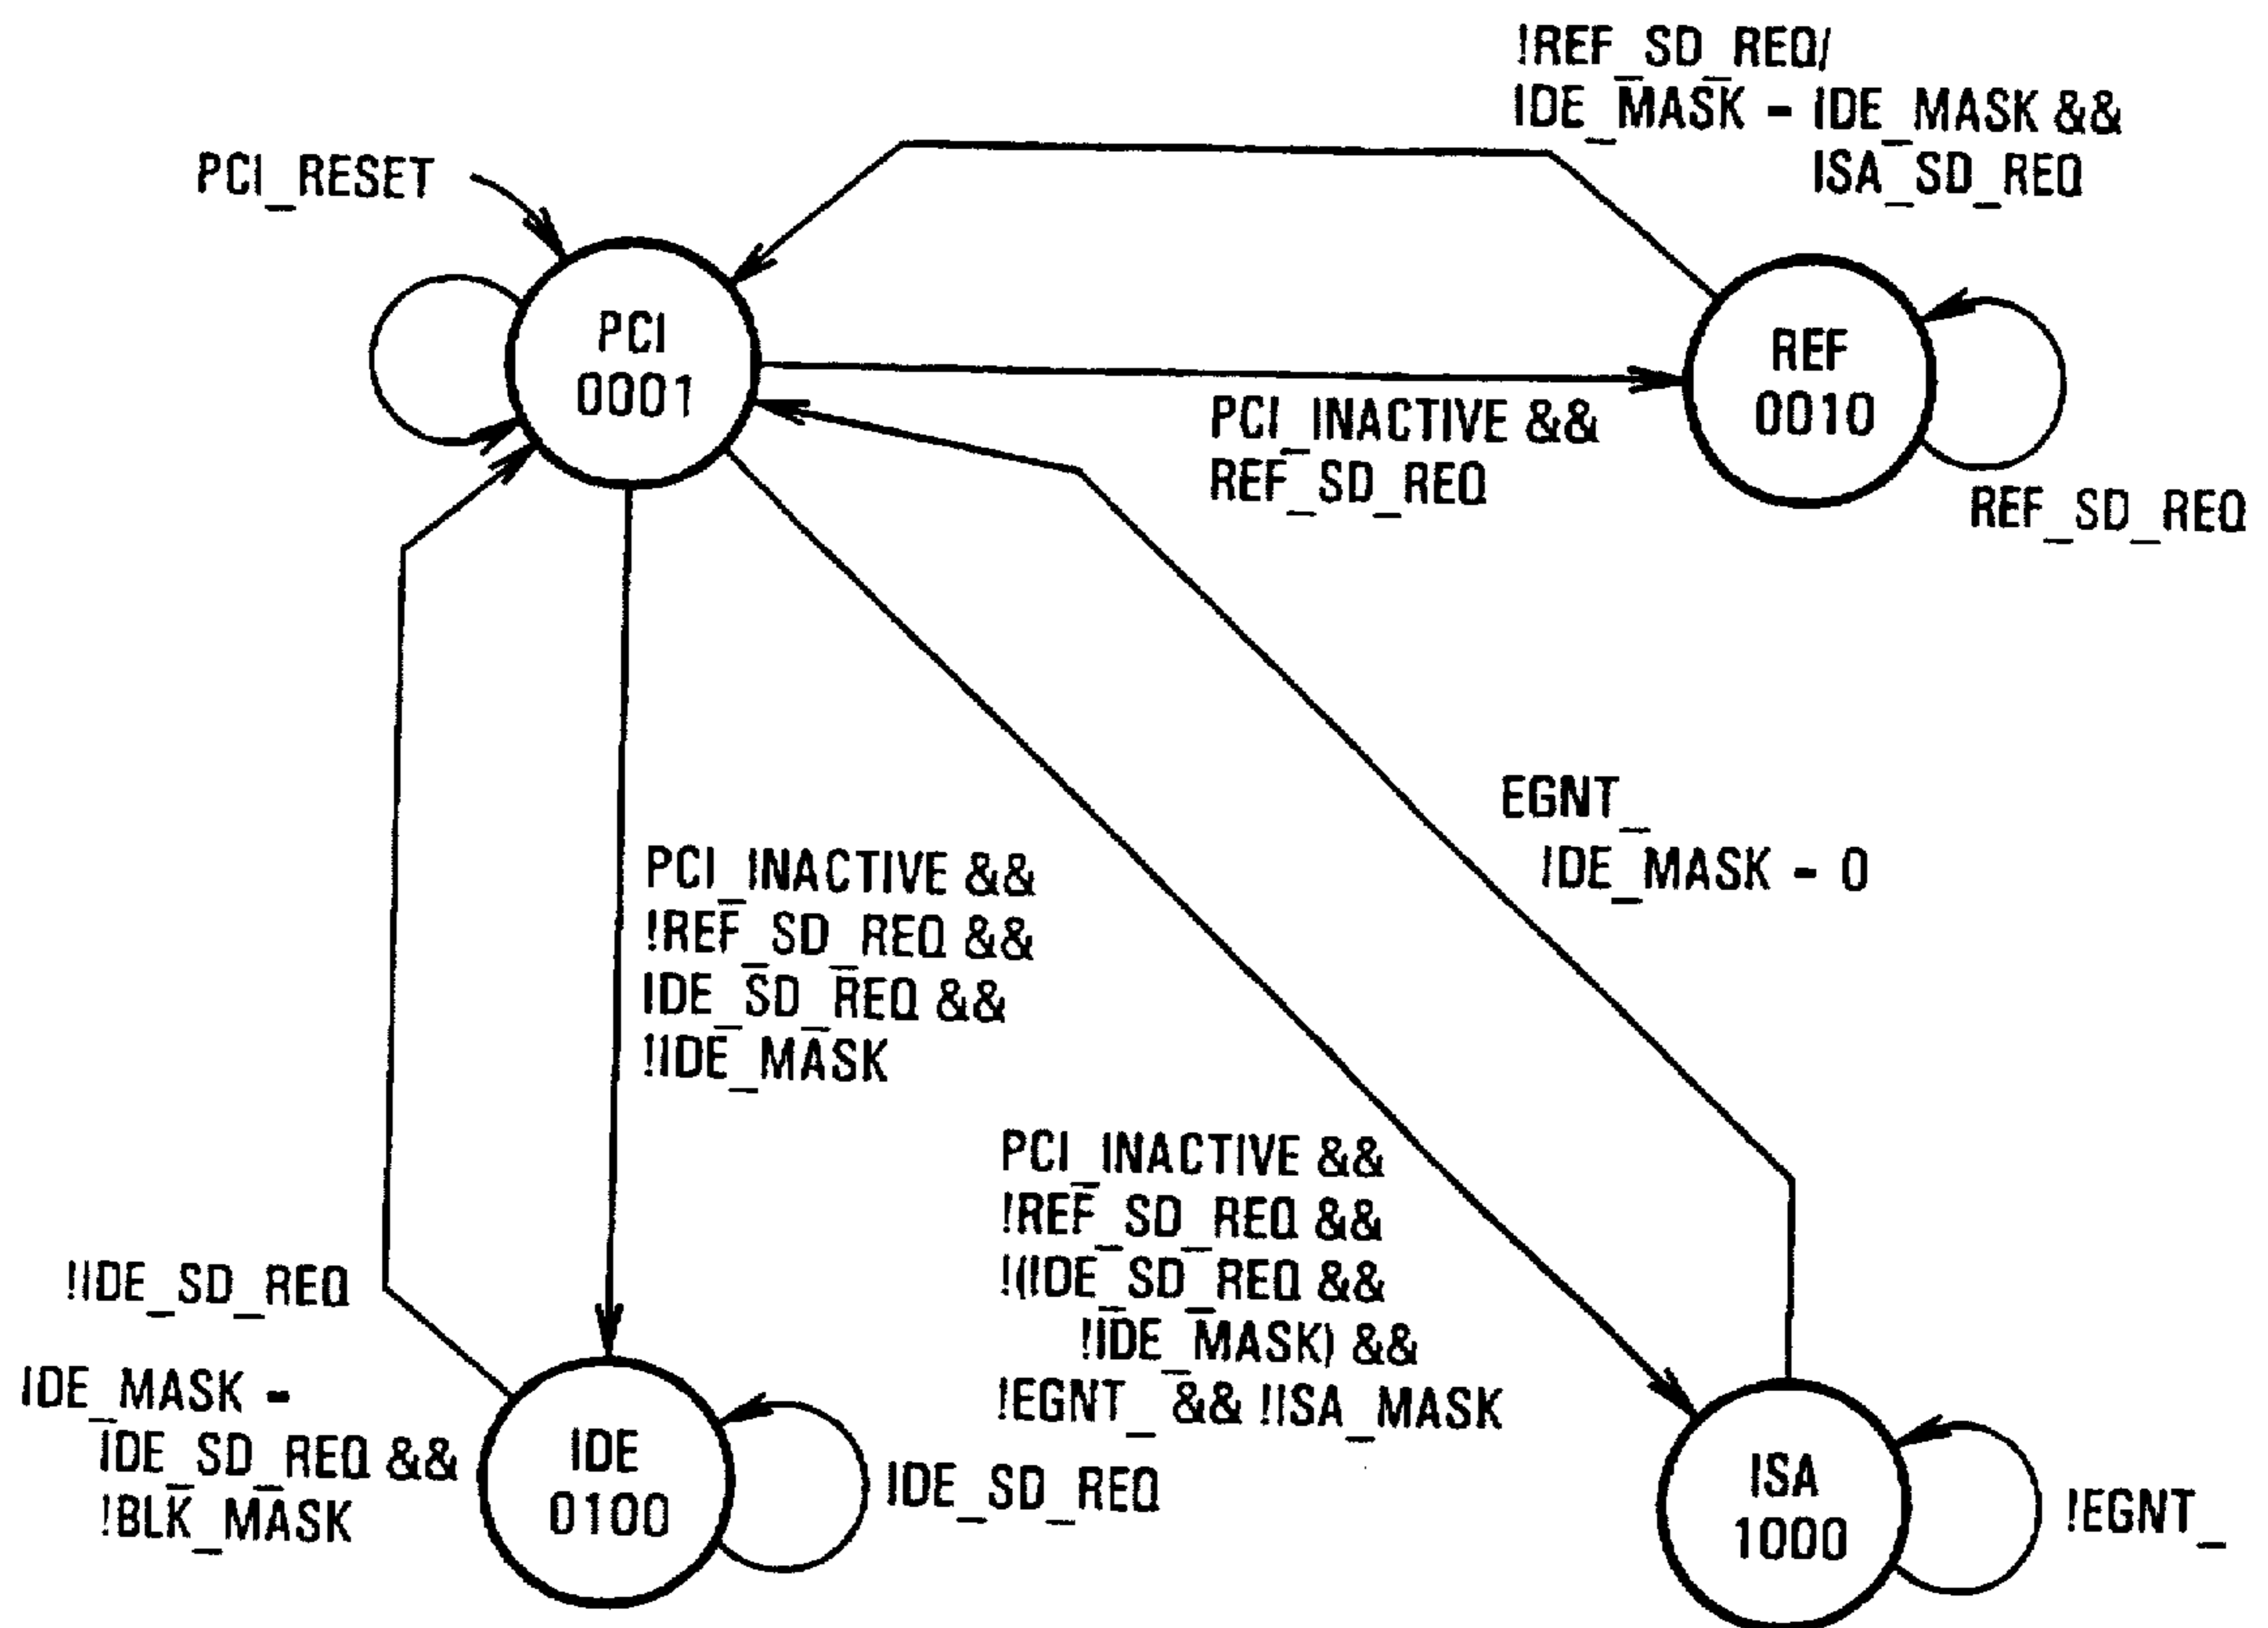 !REF_SD_REQ/
IDE_MASK - IDE_MASK &&
ISA_SD_REQ
PCI_RESET
PCI
0001
REF
0010
PCI_INACTIVE &&
REF_SD_REQ
REF_SD_REQ
EGNT_
IDE_MASK - 0
PCI_INACTIVE &&
!REF_SD_REQ &&
IDE_SD_REQ &&
!IDE_MASK
PCI_INACTIVE &&
!REF_SD_REQ &&
!(IDE_SD_REQ &&
!IDE_MASK) &&
!EGNT_ && !ISA_MASK
!IDE_SD_REQ
IDE_MASK -
IDE_SD_REQ &&
!BLK_MASK
IDE
0100
IDE_SD_REQ
ISA
1000
!EGNT_